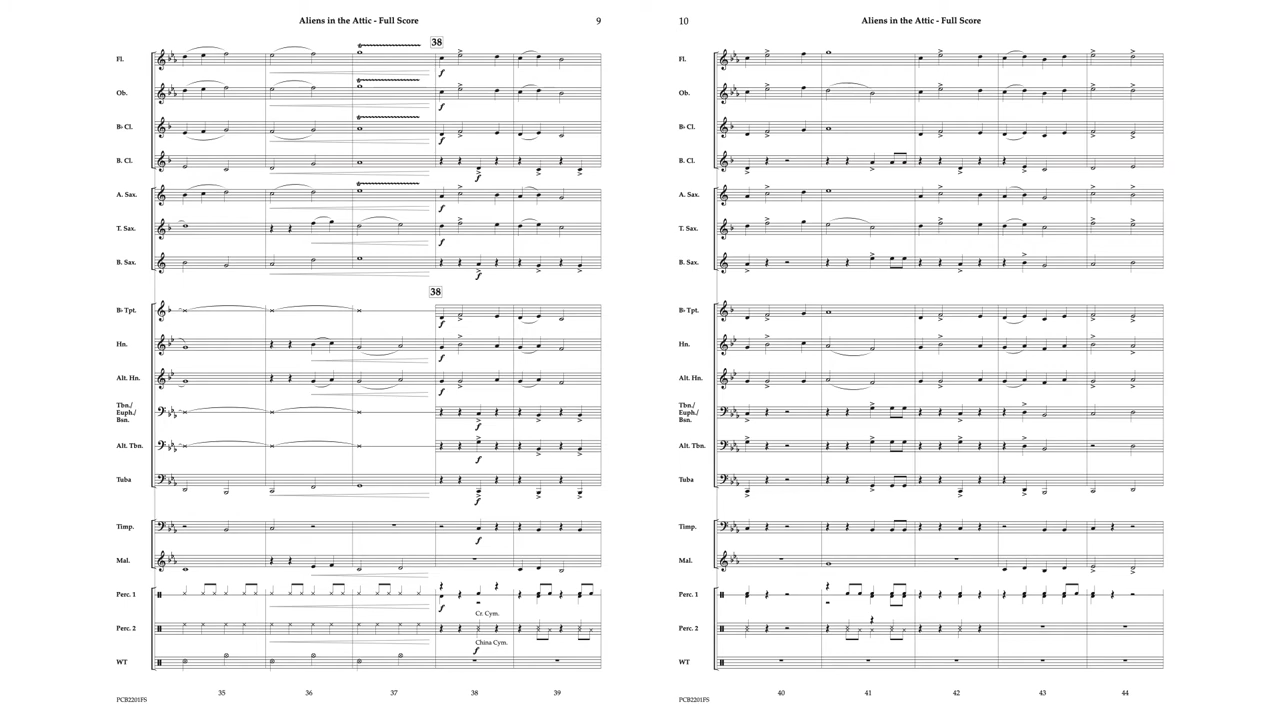 Aliens in the Attic - Full Score
9
38
Fl.
Ob.
B♭ Cl.
B. Cl.
A. Sax.
T. Sax.
B. Sax.
f
f
f
f
f
f
f
38
B♭ Tpt.
Hn.
Alt. Hn.
Tbn./
Euph./
Bsn.
Alt. Tbn.
Tuba
f
f
f
f
f
f
Timp.
Mal.
Perc. 1
Perc. 2
WT
f
f
Cr. Cym.
China Cym.
f
35
36
37
38
39
PCB2201FS
10
Aliens in the Attic - Full Score
Fl.
Ob.
B♭ Cl.
B. Cl.
A. Sax.
T. Sax.
B. Sax.
B♭ Tpt.
Hn.
Alt. Hn.
Tbn./
Euph./
Bsn.
Alt. Tbn.
Tuba
Timp.
Mal.
Perc. 1
Perc. 2
WT
40
41
42
43
44
PCB2201FS